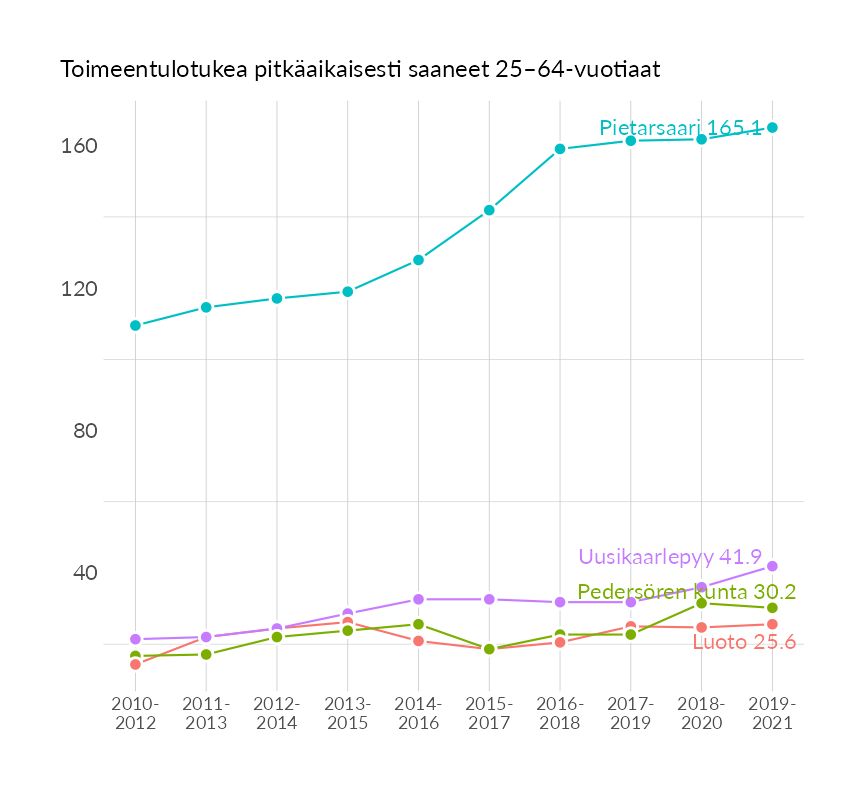 Toimeentulotukea pitkäaikaisesti saaneet 25–64-vuotiaat
Pietarsaari 165.1
160
120
80
Uusikaarlepyy 41.9
40
Pedersören kunta 30.2
Luoto 25.6
2010- 2011- 2012- 2013- 2014- 2015- 2016- 2017- 2018- 2019-
2012 2013 2014 2015 2016 2017 2018 2019 2020 2021